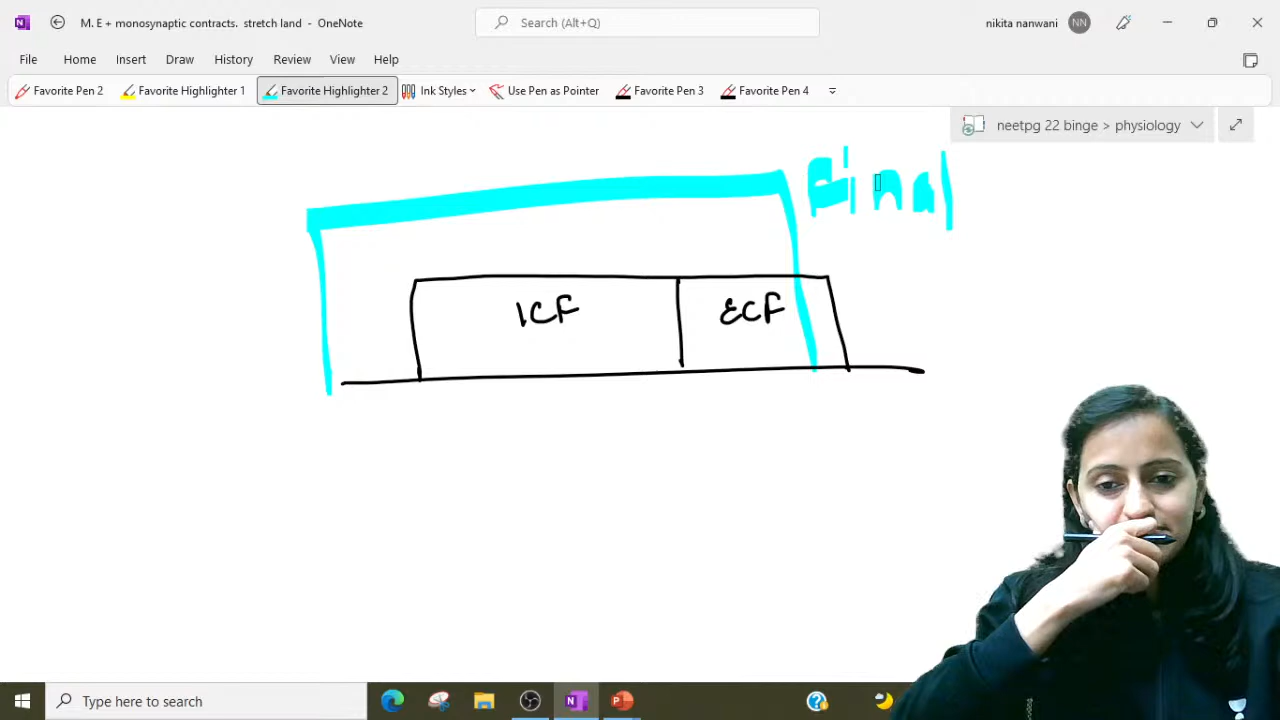 M. E + monosynaptic contracts. stretch land - OneNote
Search (Alt+Q)
nikita nanwani
NN
File Home Insert Draw History Review View Help
Favorite Pen 2 Favorite Highlighter 1 Favorite Highlighter 2 Ink Styles Use Pen as Pointer Favorite Pen 3 Favorite Pen 4
neetpg 22 binge > physiology
Final
ICF ECF
Type here to search